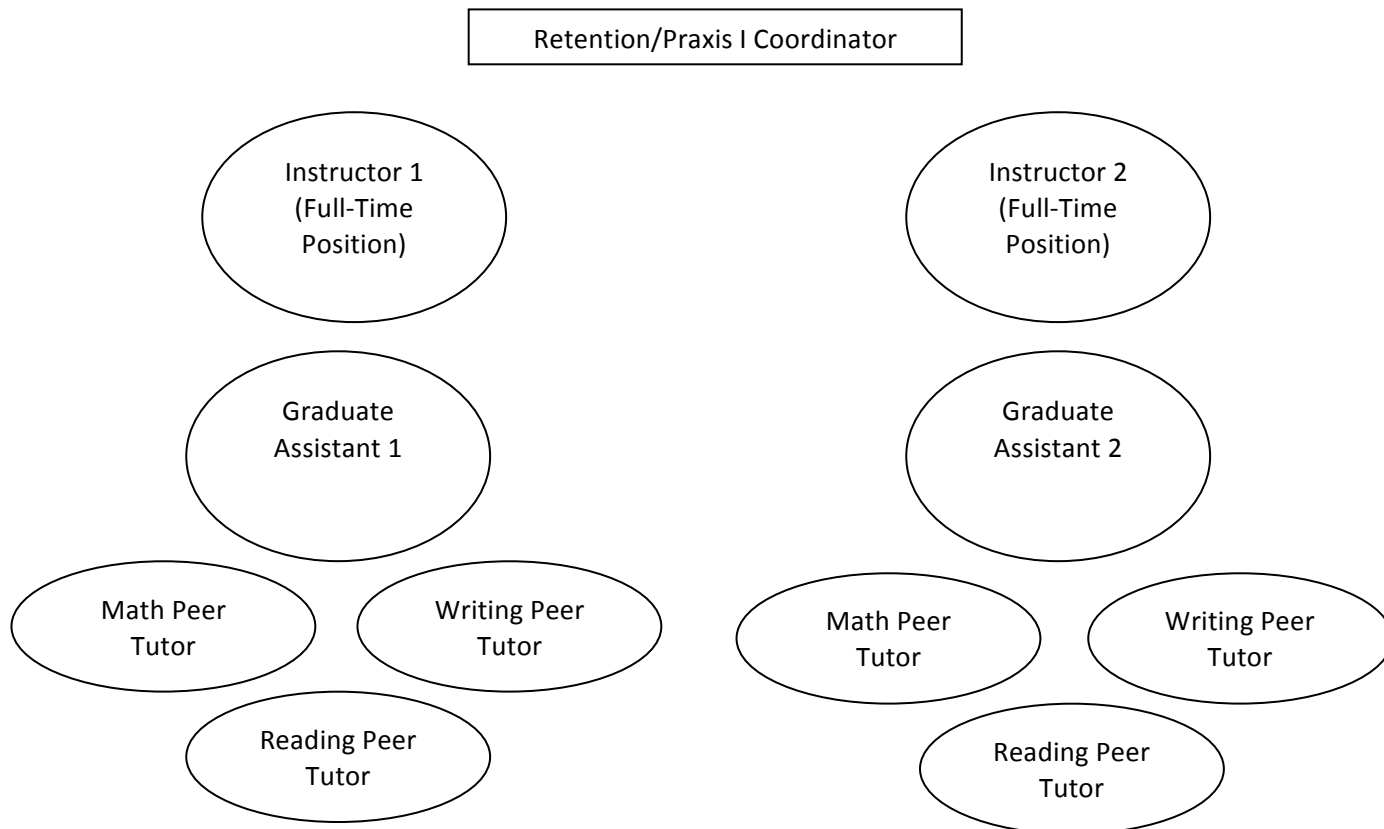 Retention/Praxis I Coordinator
Instructor 1
(Full-Time
Position)
Instructor 2
(Full-Time
Position)
Graduate
Assistant 1
Graduate
Assistant 2
Math Peer
Tutor
Writing Peer
Tutor
Math Peer
Tutor
Writing Peer
Tutor
Reading Peer
Tutor
Reading Peer
Tutor